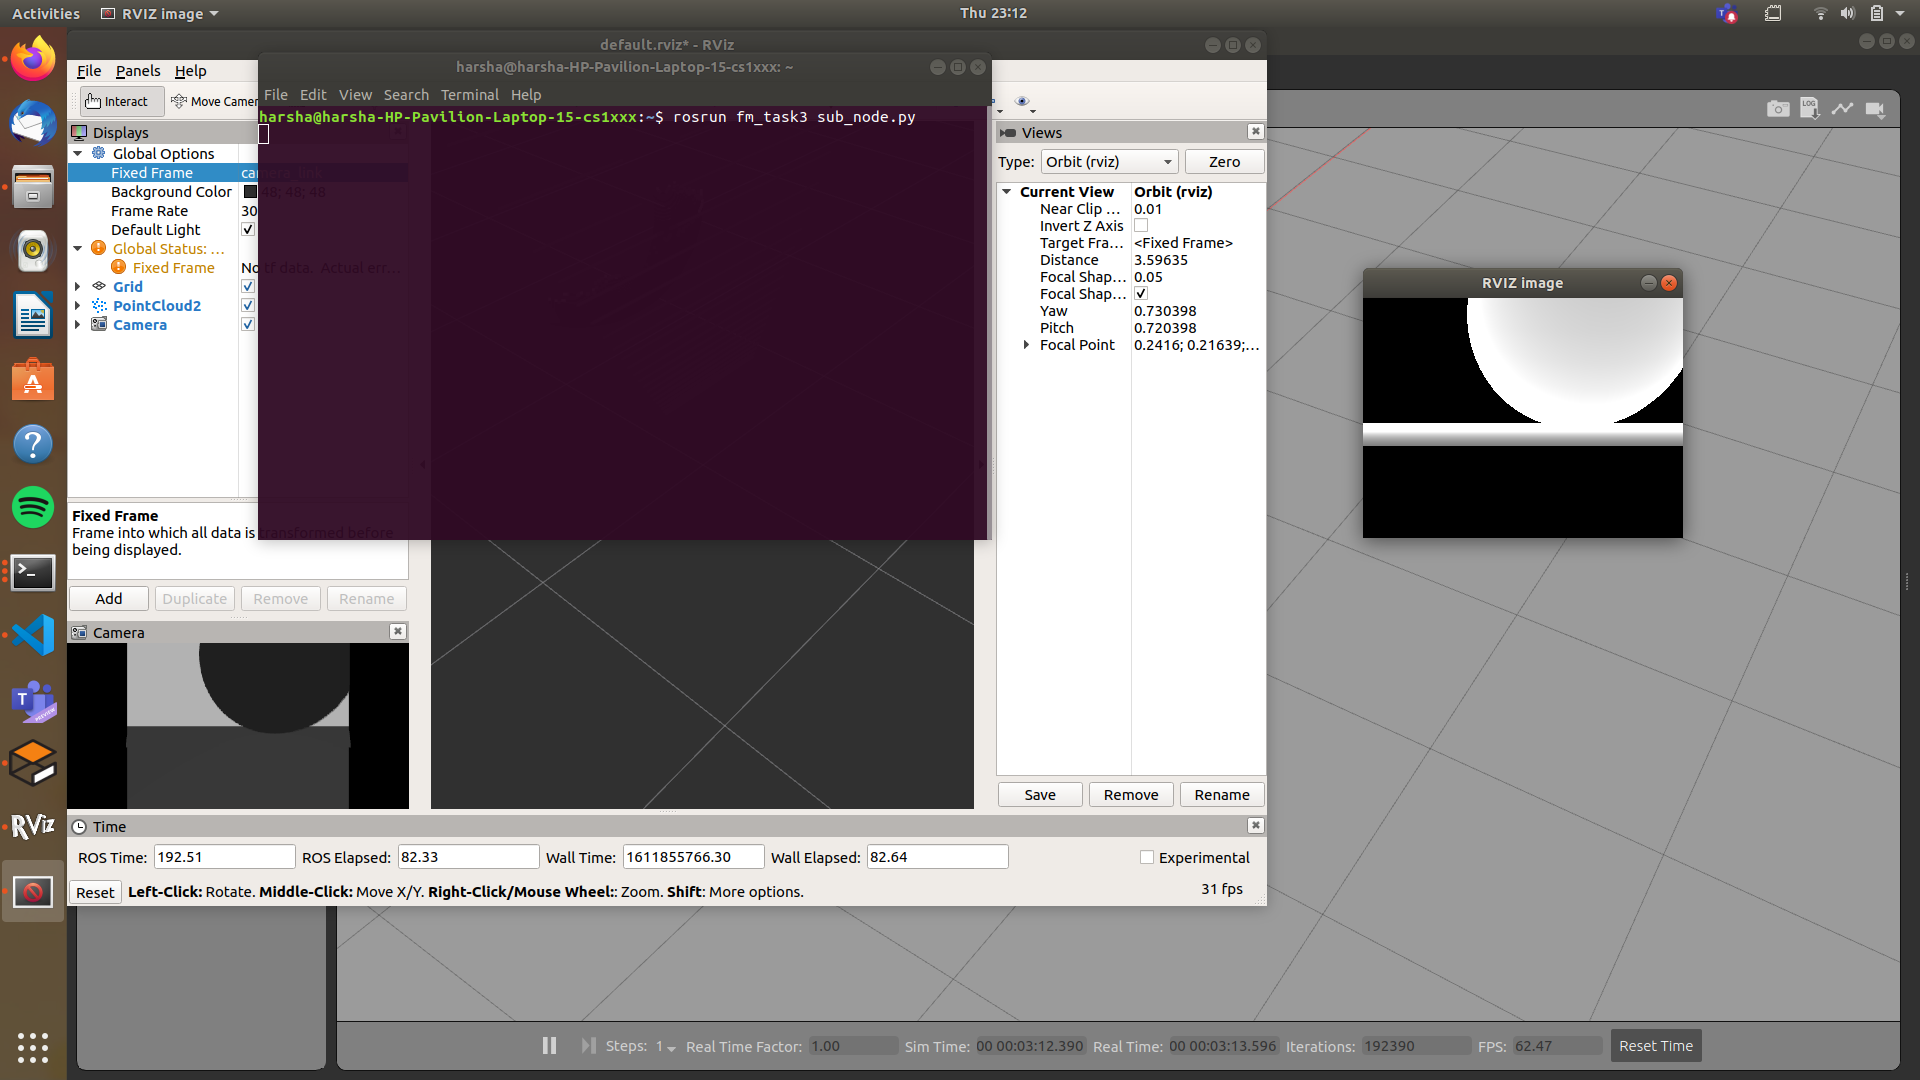 Activities
RVIZ image
Thu 23:12
default.rviz* - RViz
File Panels Help
harsha@harsha-HP-Pavilion-Laptop-15-cs1xxx: ~
File Edit View Search Terminal Help
Interact
Move Camer
harsha@harsha-HP-Pavilion-Laptop-15-cs1xxx:~$ rosrun fm_task3 sub_node.py
Displays
Global Options
Fixed Frame camera_link
Background Color 48; 48; 48
Frame Rate 30
Default Light
Global Status: ...
Fixed Frame No tf data. Actual err...
Grid
PointCloud2
Camera
Fixed Frame
Frame into which all data is transformed before
being displayed.
Add Duplicate Remove Rename
Camera
Views
Type: Orbit (rviz) Zero
Current View Orbit (rviz)
Near Clip ... 0.01
Invert Z Axis
Target Fra... <Fixed Frame>
Distance 3.59635
Focal Shap... 0.05
Focal Shap...
Yaw 0.730398
Pitch 0.720398
Focal Point 0.2416; 0.21639;...
Save Remove Rename
Time
ROS Time: 192.51 ROS Elapsed: 82.33 Wall Time: 1611855766.30 Wall Elapsed: 82.64 Experimental
Reset Left-Click: Rotate. Middle-Click: Move X/Y. Right-Click/Mouse Wheel:: Zoom. Shift: More options. 31 fps
RVIZ image
LOG
T
PREVIEW
RViz
Steps: 1 Real Time Factor: 1.00 Sim Time: 00 00:03:12.390 Real Time: 00 00:03:13.596 Iterations: 192390 FPS: 62.47 Reset Time